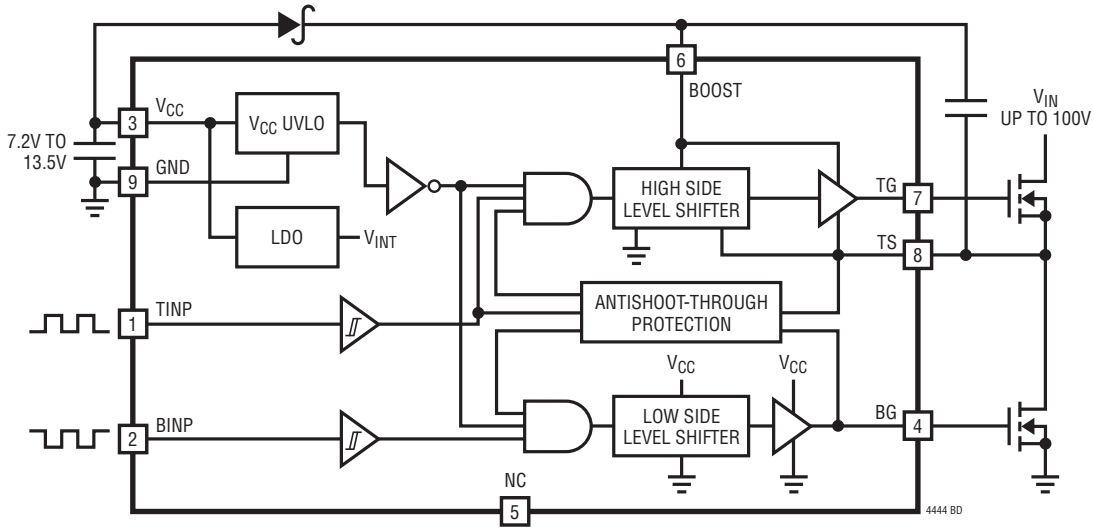 6
BOOST
VIN
UP TO 100V
VCC
3
7.2V TO
13.5V
VCC UVLO
GND
9
HIGH SIDE
LEVEL SHIFTER
TG
7
LDO
VINT
TS
8
ANTISHOOT-THROUGH
PROTECTION
TINP
1
VCC
VCC
BINP
2
LOW SIDE
LEVEL SHIFTER
BG
4
NC
5
4444 BD